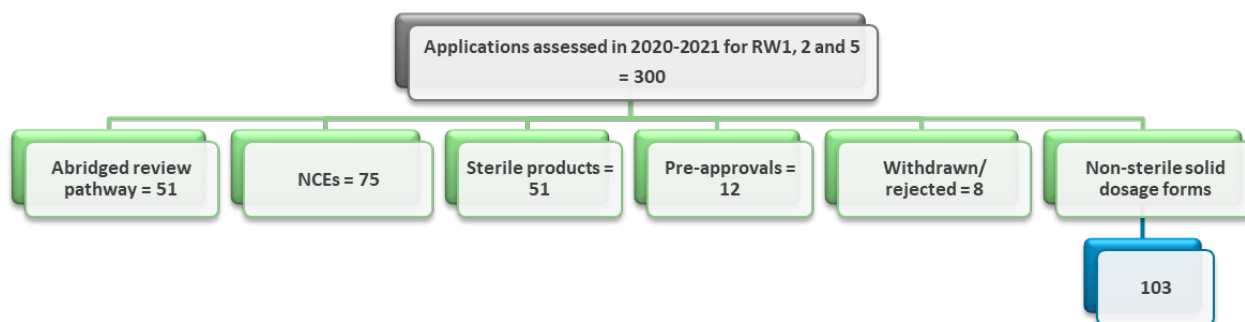 Applications assessed in 2020-2021 for RW1, 2 and 5
= 300
Abridged review
pathway = 51
NCEs = 75
Sterile products =
51
Pre-approvals =
12
Withdrawn/
rejected = 8
Non-sterile solid
dosage forms
103